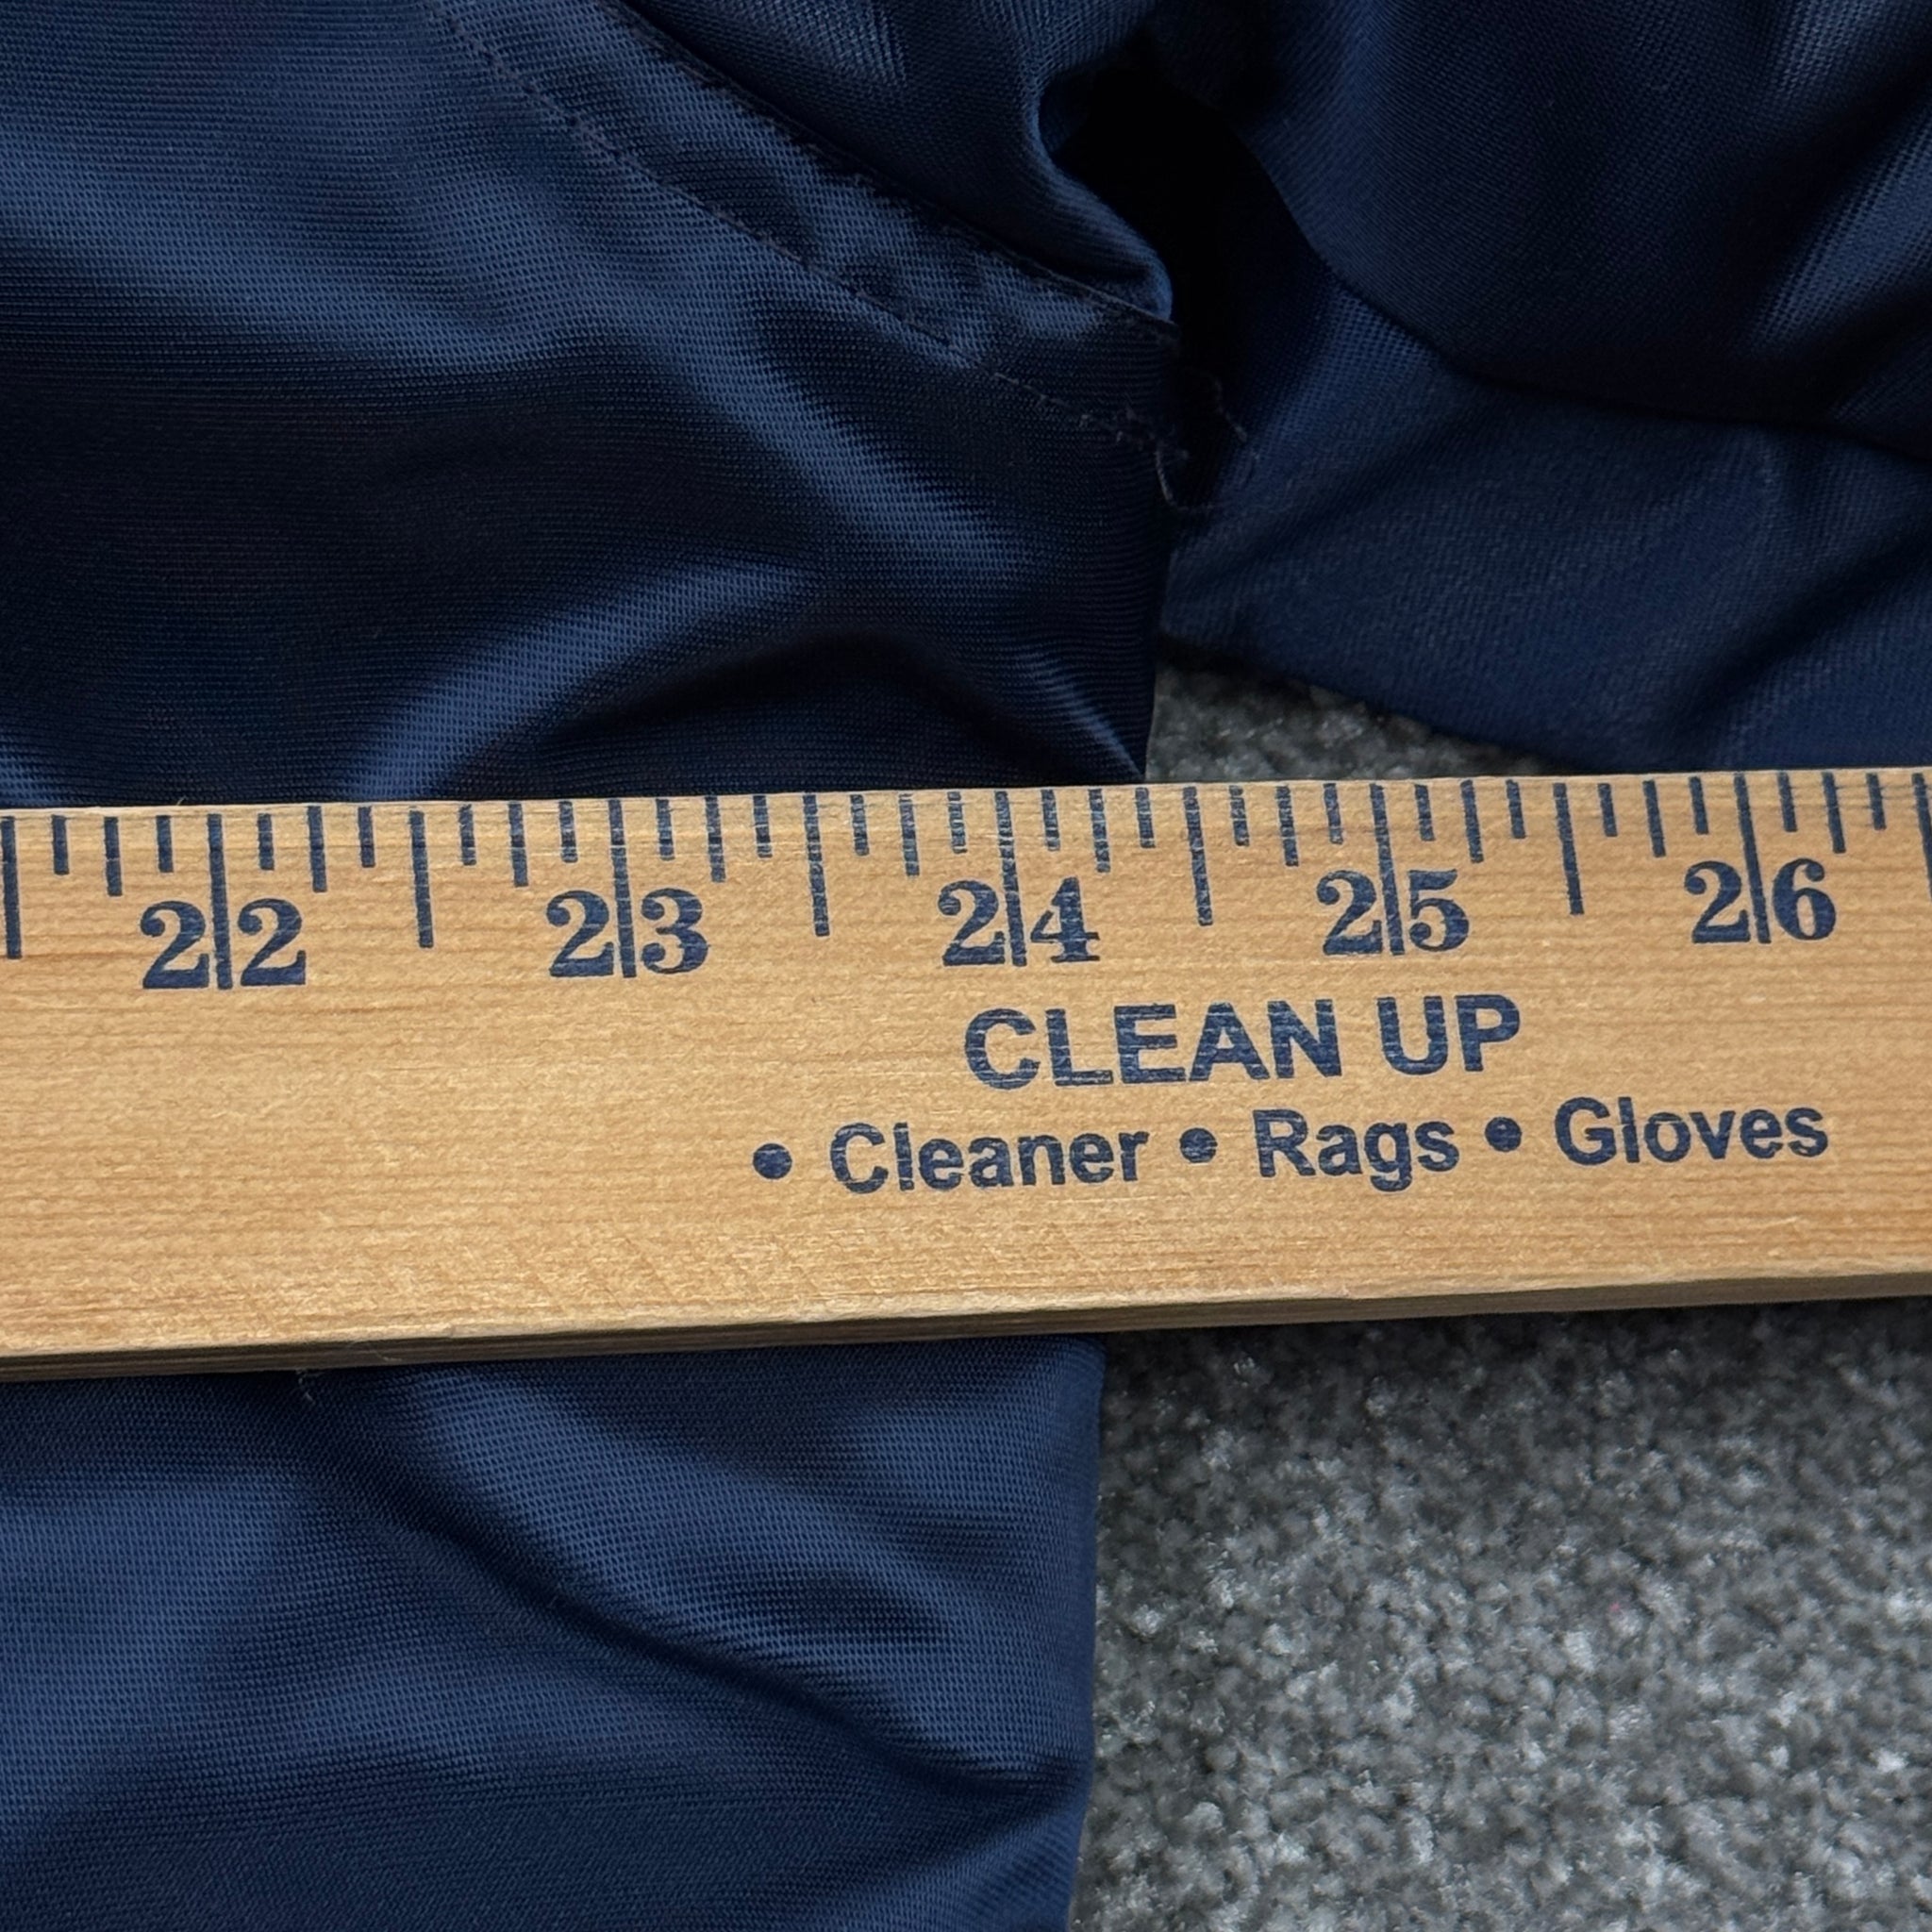 22 23 24 25 26
CLEAN UP
• Cleaner • Rags • Gloves